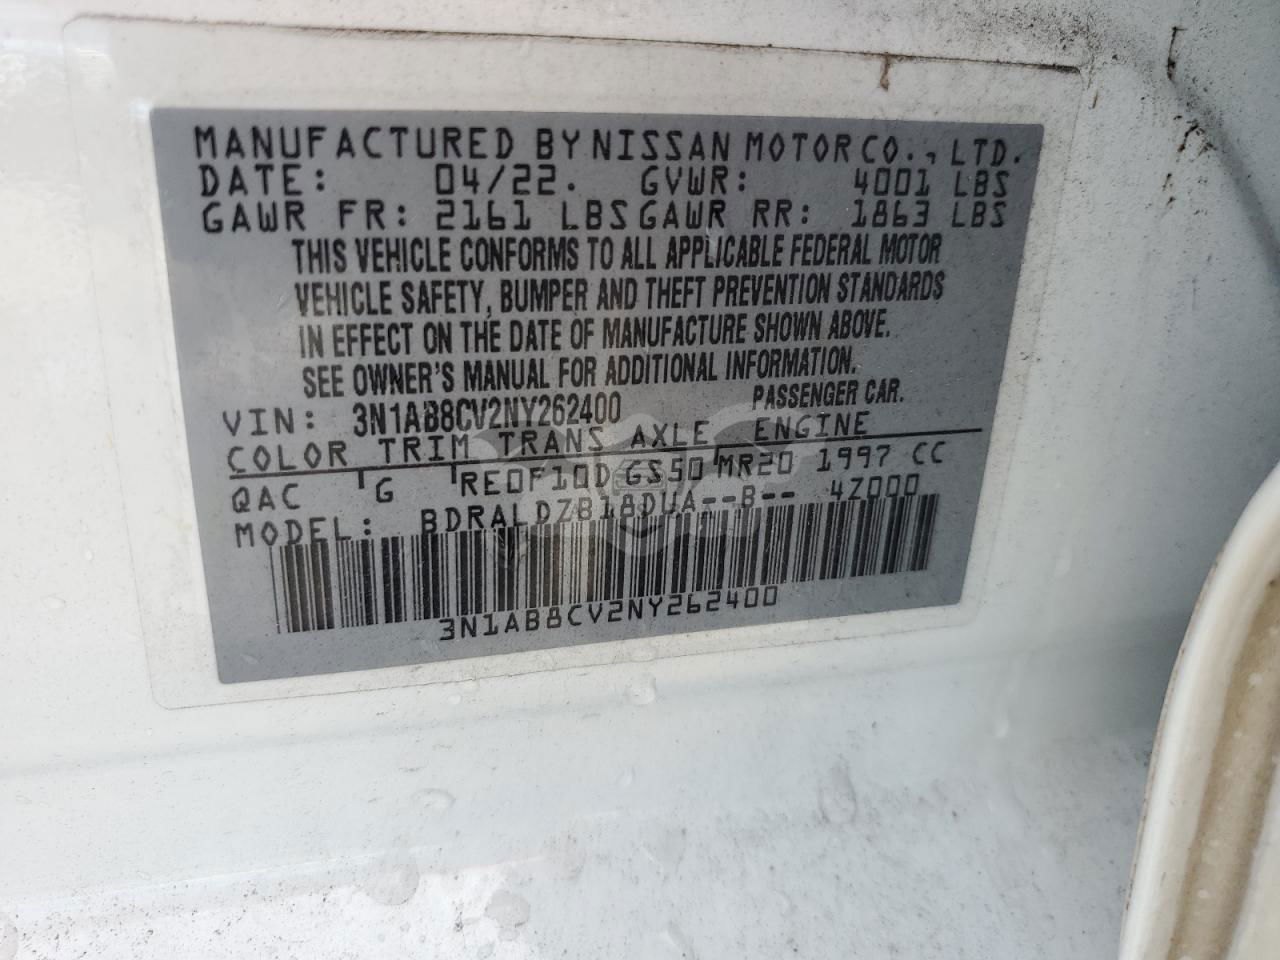 MANUFACTURED BY NISSAN MOTOR CO., LTD.
DATE: 04/22. GVWR: 4001 LBS
GAWR FR: 2161 LBS GAWR RR: 1863 LBS
THIS VEHICLE CONFORMS TO ALL APPLICABLE FEDERAL MOTOR
VEHICLE SAFETY, BUMPER AND THEFT PREVENTION STANDARDS
IN EFFECT ON THE DATE OF MANUFACTURE SHOWN ABOVE.
SEE OWNER'S MANUAL FOR ADDITIONAL INFORMATION.
VIN: 3N1AB8CV2NY262400 PASSENGER CAR.
COLOR TRIM TRANS AXLE ENGINE
QAC G RE0F10D GS50 MR20 1997 CC
MODEL: BDRALDZB18DUA--B-- 4Z000
3N1AB8CV2NY262400